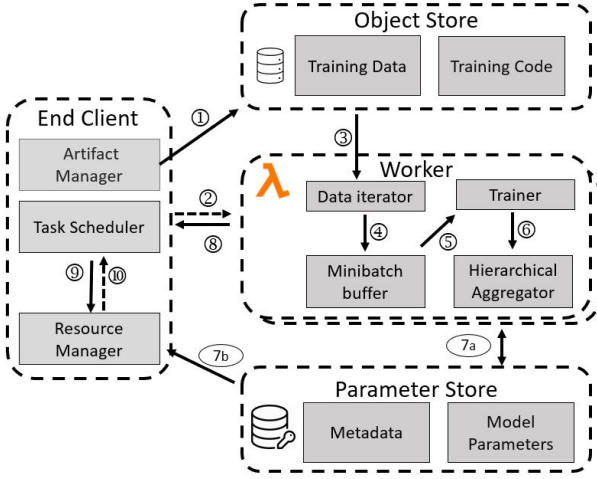 Object Store
Training Data
Training Code
End Client
Artifact
Manager
Task Scheduler
Resource
Manager
①
②
③
Worker
λ
Data iterator
Trainer
④
⑤
⑥
Minibatch
buffer
Hierarchical
Aggregator
⑧
⑨
⑩
7a
7b
Parameter Store
Metadata
Model
Parameters